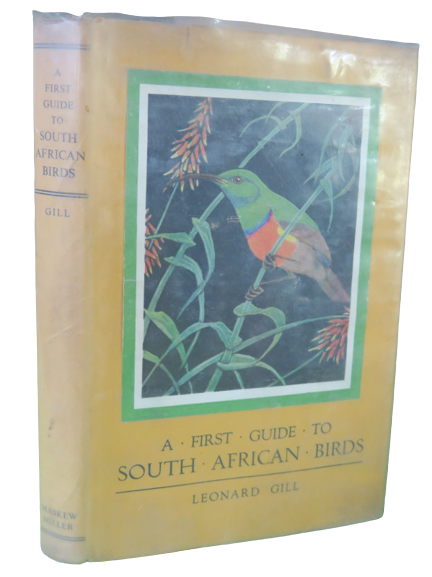 A
FIRST
GUIDE
TO
SOUTH
AFRICAN
BIRDS
GILL
MASKEW
MILLER
A · FIRST · GUIDE · TO
SOUTH · AFRICAN · BIRDS
LEONARD GILL